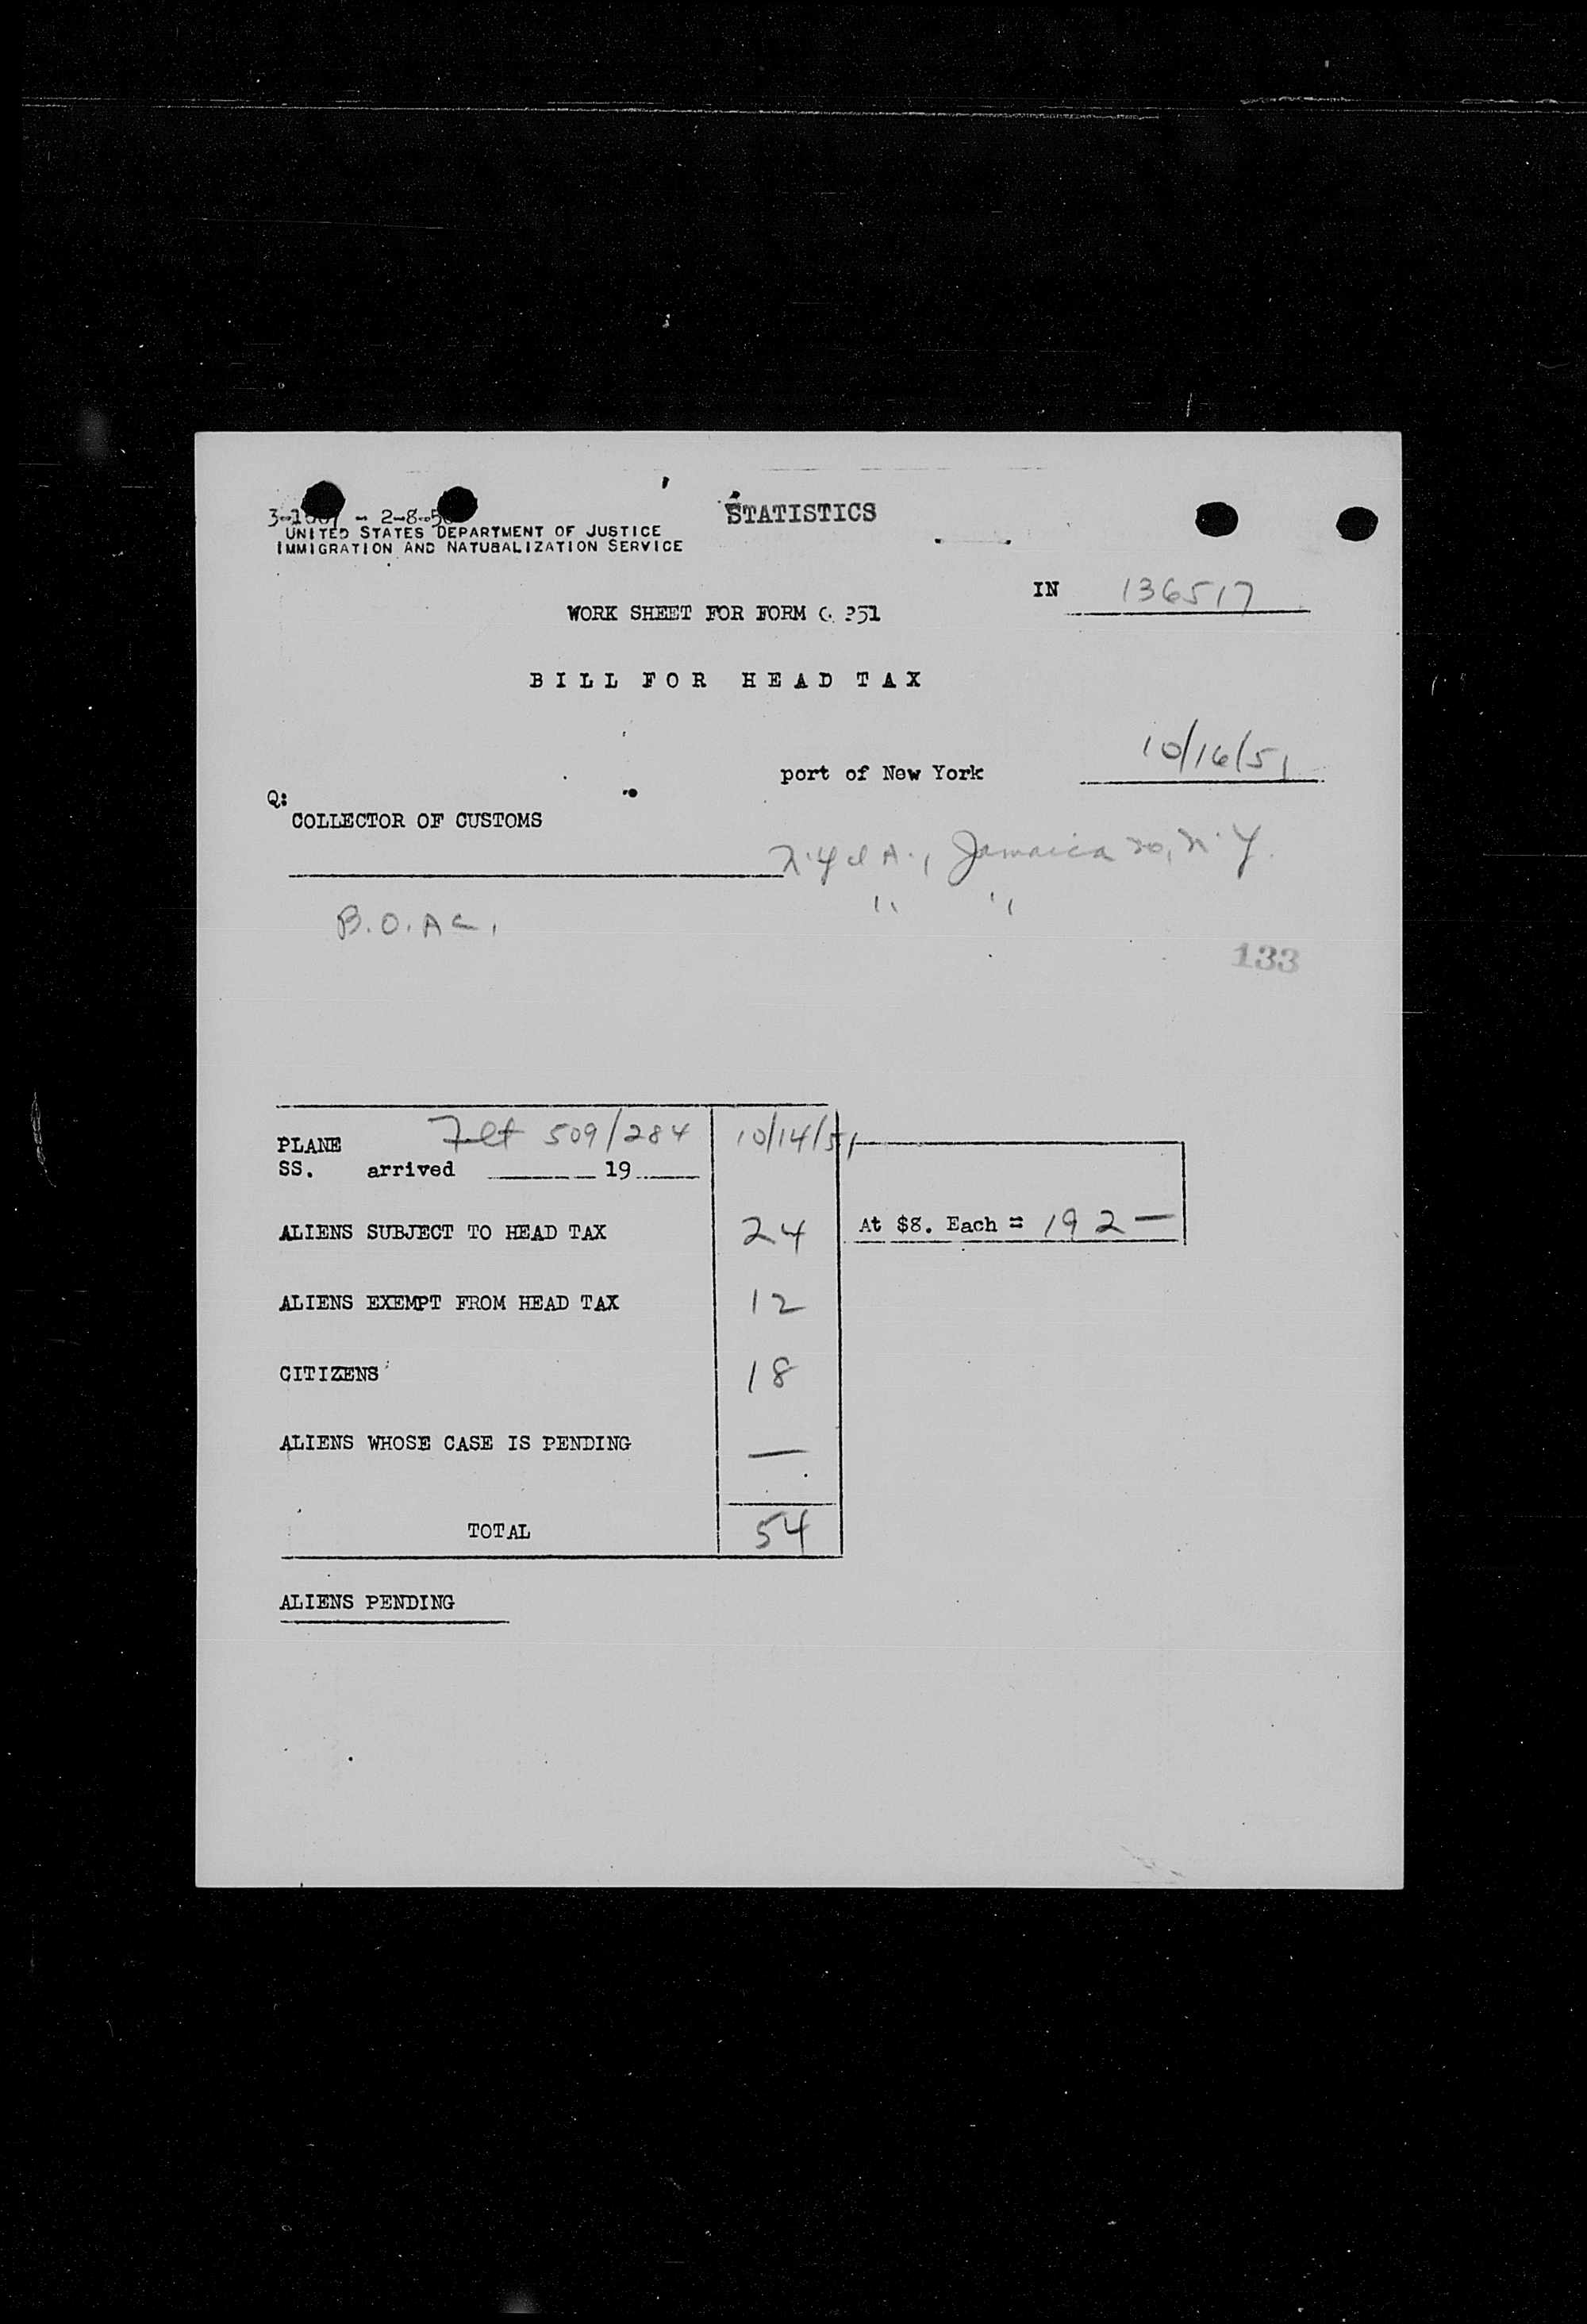 STATISTICS
- 2-8-5
UNITED STATES DEPARTMENT OF JUSTICE
IMMIGRATION AND NATURALIZATION SERVICE
IN 136517
WORK SHEET FOR FORM 251
BILL FOR HEAD TAX
10/16/51
port of New York
Q:
COLLECTOR OF CUSTOMS
Jamaica 20, N.Y.
" "
B.O.A.C.
133
Flt 509/284 10/14/51
PLANE
SS. arrived 19
ALIENS SUBJECT TO HEAD TAX 24 At $8. Each = 192 —
ALIENS EXEMPT FROM HEAD TAX 12
CITIZENS 18
ALIENS WHOSE CASE IS PENDING —
TOTAL 54
ALIENS PENDING